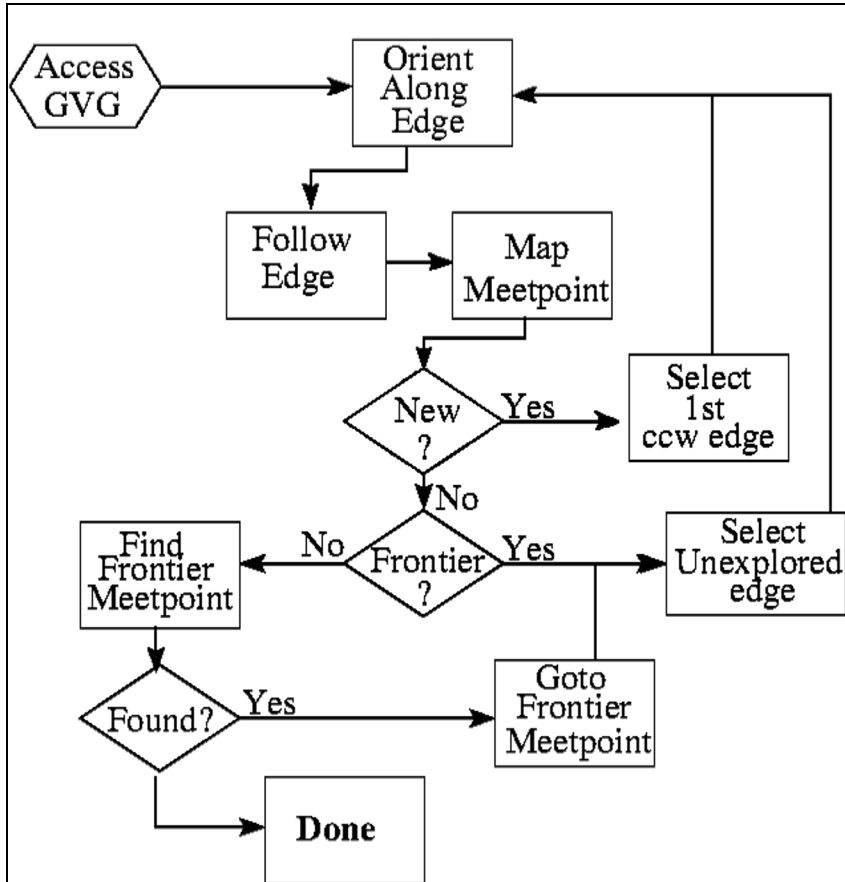 Access
GVG
Orient
Along
Edge
Follow
Edge
Map
Meetpoint
New
?
Yes
Select
1st
ccw edge
No
Find
Frontier
Meetpoint
No
Frontier
?
Yes
Select
Unexplored
edge
Found?
Yes
Goto
Frontier
Meetpoint
Done